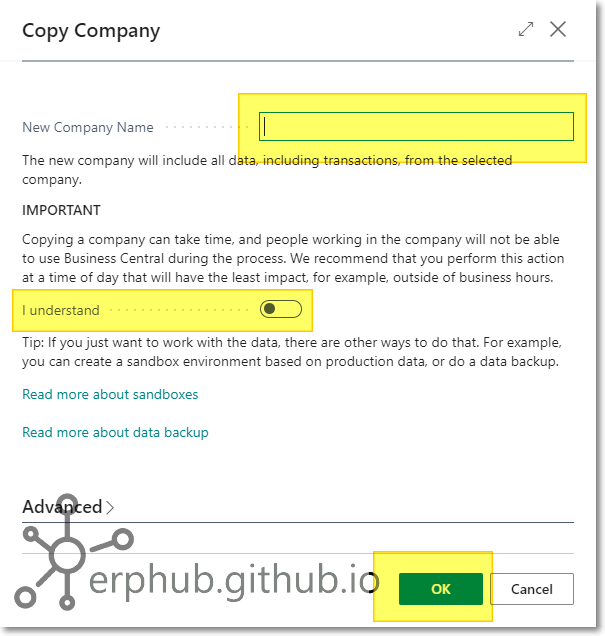 Copy Company
New Company Name
The new company will include all data, including transactions, from the selected
company.
IMPORTANT
Copying a company can take time, and people working in the company will not be able
to use Business Central during the process. We recommend that you perform this action
at a time of day that will have the least impact, for example, outside of business hours.
I understand
Tip: If you just want to work with the data, there are other ways to do that. For example,
you can create a sandbox environment based on production data, or do a data backup.
Read more about sandboxes
Read more about data backup
Advanced
erphub.github.io
OK
Cancel